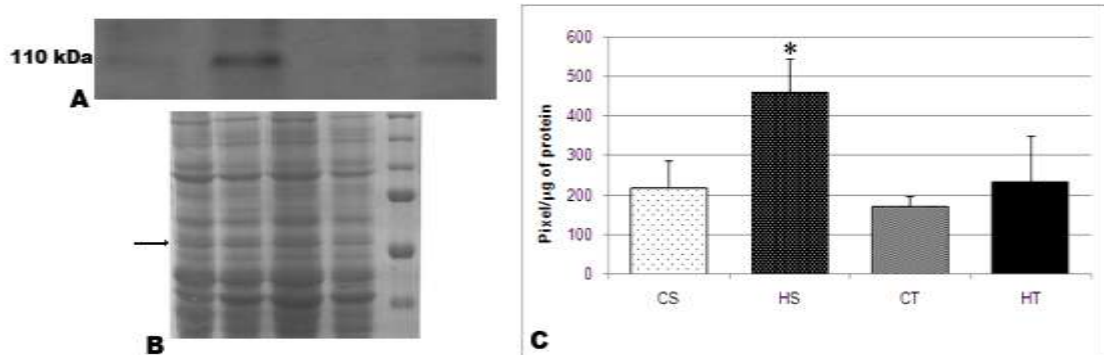 110 kDa
A
B
600
500
400
300
200
100
0
Pixel/µg of protein
*
CS
HS
CT
HT
C